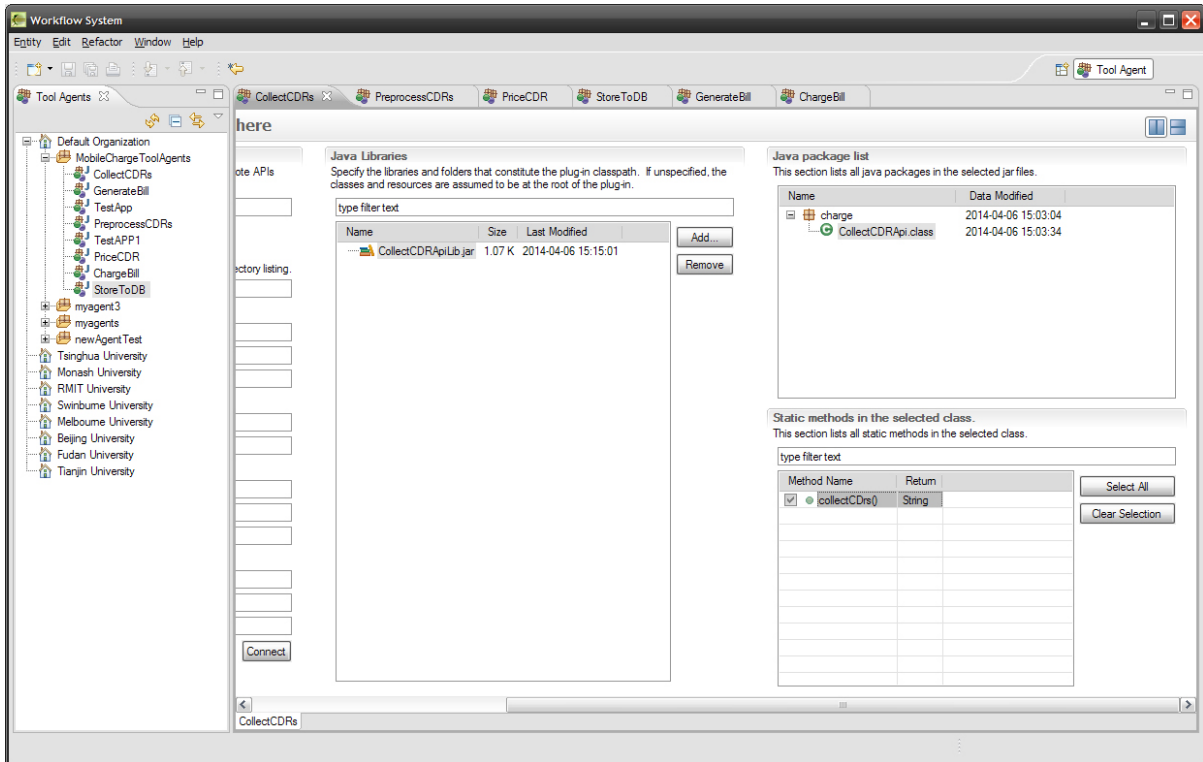 Workflow System
Entity Edit Refactor Window Help
Tool Agent
Tool Agents
CollectCDRs
PreprocessCDRs
PriceCDR
StoreToDB
GenerateBill
ChargeBill
Default Organization
MobileChargeToolAgents
CollectCDRs
GenerateBill
TestApp
PreprocessCDRs
TestAPP1
PriceCDR
ChargeBill
StoreToDB
myagent3
myagents
newAgentTest
Tsinghua University
Monash University
RMIT University
Swinburne University
Melbourne University
Beijing University
Fudan University
Tianjin University
here
ote APIs
ectory listing.
Connect
Java Libraries
Specify the libraries and folders that constitute the plug-in classpath. If unspecified, the
classes and resources are assumed to be at the root of the plug-in.
type filter text
Name Size Last Modified
CollectCDRApiLib.jar 1.07 K 2014-04-06 15:15:01
Add...
Remove
Java package list
This section lists all java packages in the selected jar files.
Name Data Modified
charge 2014-04-06 15:03:04
CollectCDRApi.class 2014-04-06 15:03:34
Static methods in the selected class.
This section lists all static methods in the selected class.
type filter text
Method Name Return
collectCDrs() String
Select All
Clear Selection
CollectCDRs